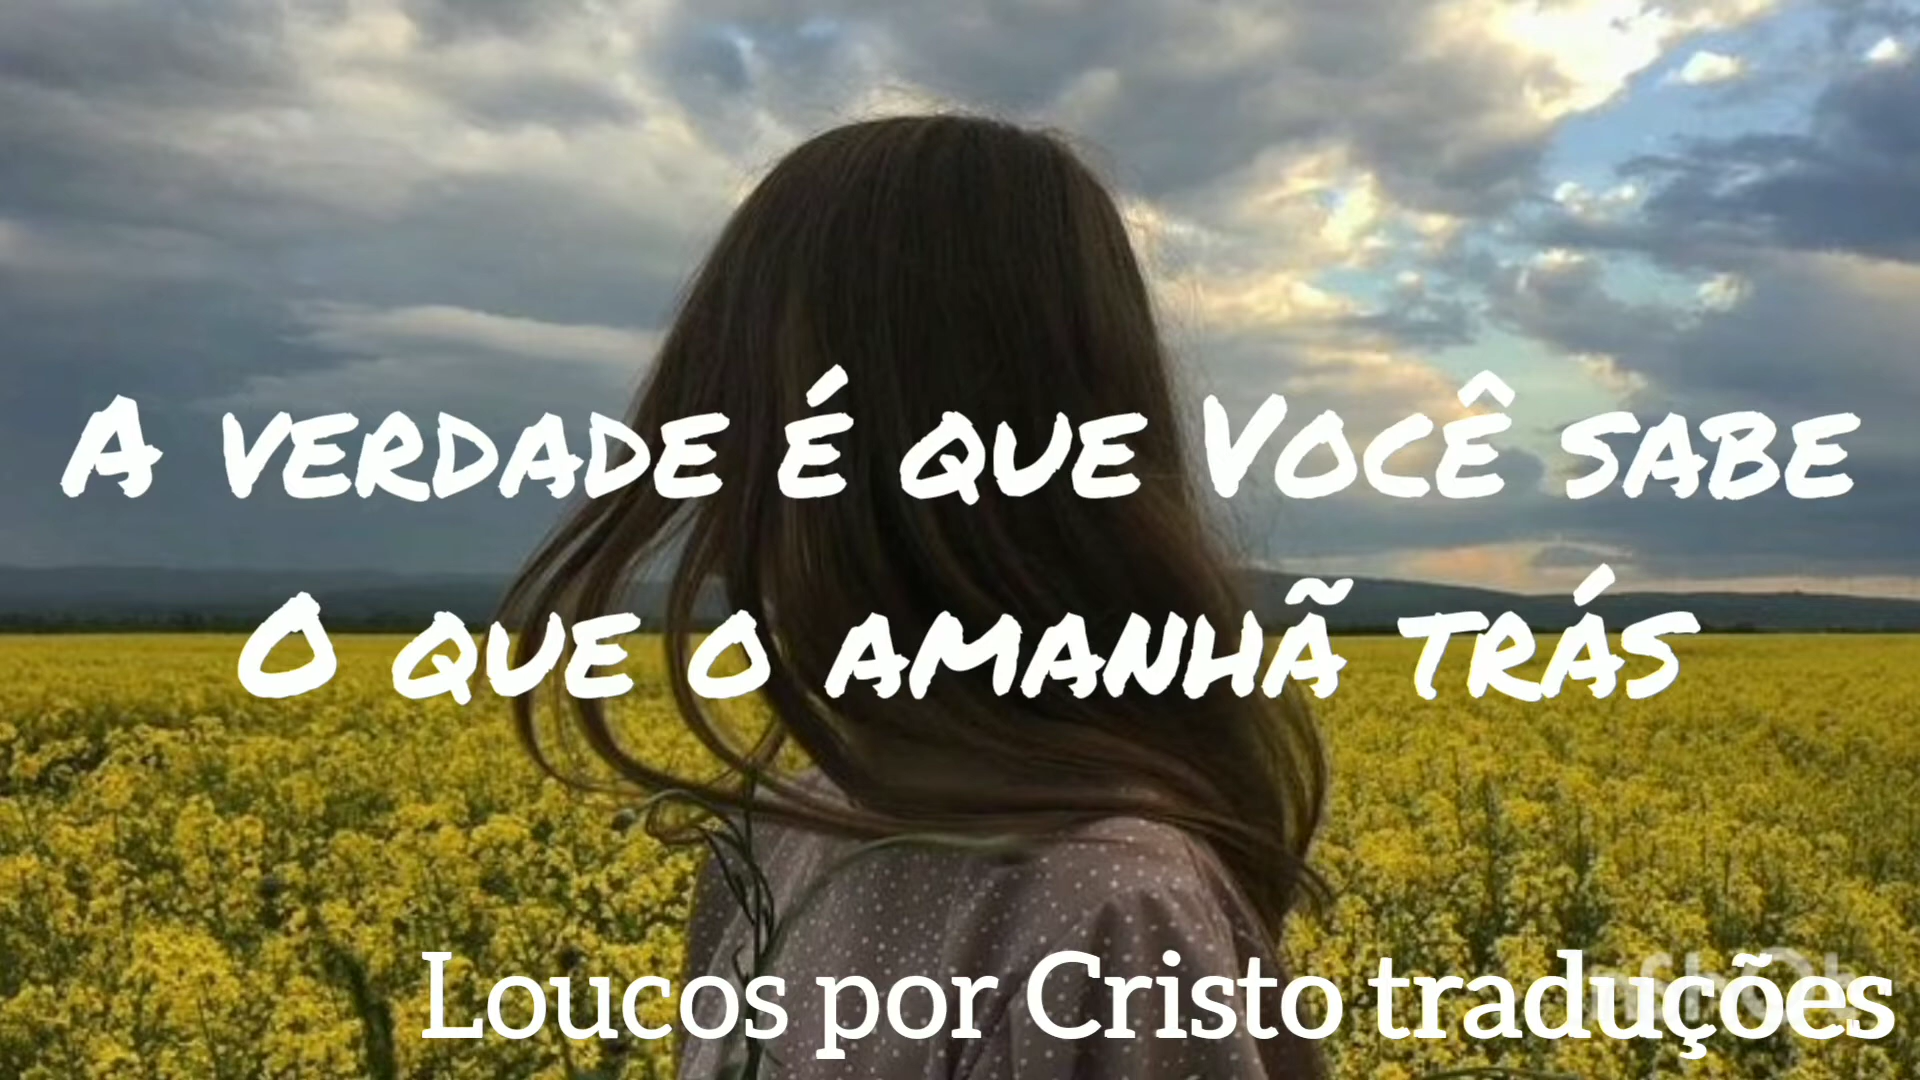 A verdade é que Você sabe
O que o amanhã trás
Loucos por Cristo traduções